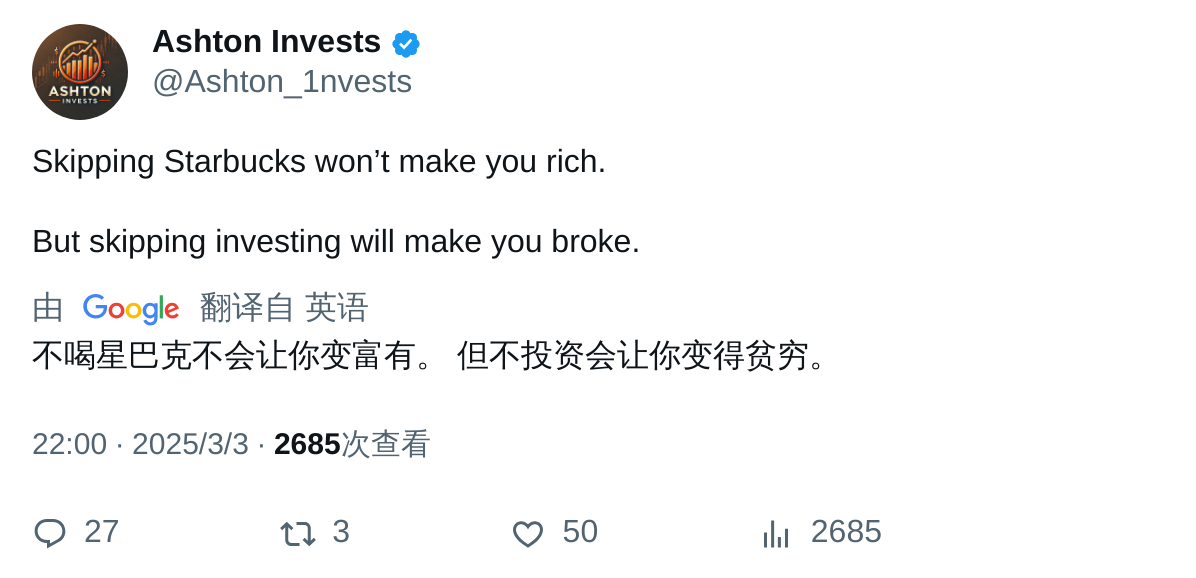 ASHTON
INVESTS
Ashton Invests
@Ashton_1nvests
Skipping Starbucks won’t make you rich.
But skipping investing will make you broke.
由 Google 翻译自 英语
不喝星巴克不会让你变富有。 但不投资会让你变得贫穷。
22:00 · 2025/3/3 · 2685次查看
27 3 50 2685